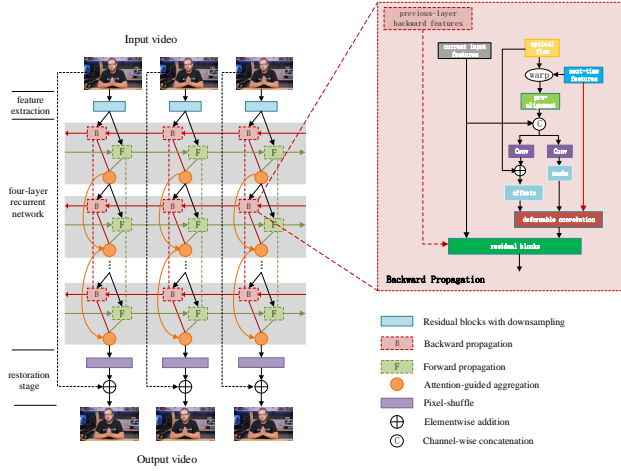 Input video
feature
extraction
four-layer
recurrent
network
restoration
stage
B
B
B
F
F
F
B
B
B
F
F
F
B
B
B
F
F
F
Output video
previous-layer
backward features
current input
features
optical
flow
warp
next-time
features
pre-
alignment
C
Conv
Conv
offsets
masks
deformable convolution
residual blocks
Backward Propagation
Residual blocks with downsampling
B Backward propagation
F Forward propagation
Attention-guided aggregation
Pixel-shuffle
Elementwise addition
C Channel-wise concatenation